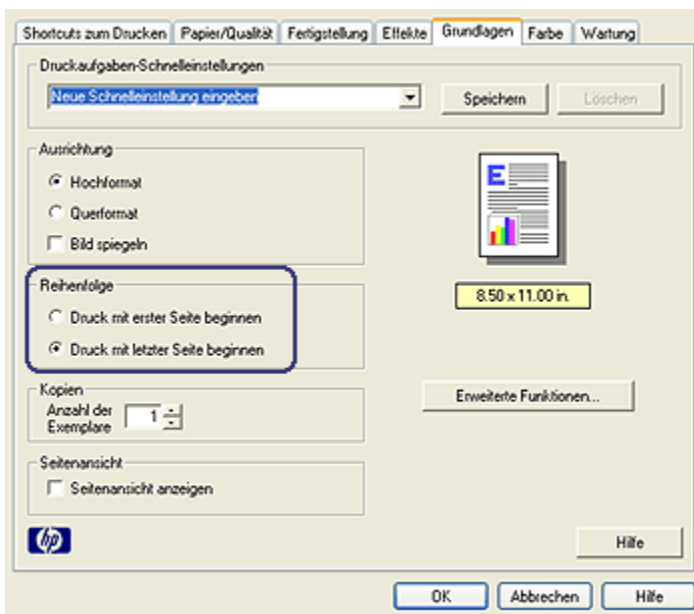 Shortcuts zum Drucken Papier/Qualität Fertigstellung Effekte Grundlagen Farbe Wartung
Druckaufgaben-Schnelleinstellungen
Neue Schnelleinstellung eingeben Speichern Löschen
Ausrichtung
Hochformat
Querformat
Bild spiegeln
E
8.50 x 11.00 in.
Reihenfolge
Druck mit erster Seite beginnen
Druck mit letzter Seite beginnen
Kopien
Anzahl der
Exemplare
1
Erweiterte Funktionen...
Seitenansicht
Seitenansicht anzeigen
hp
Hilfe
OK Abbrechen Hilfe